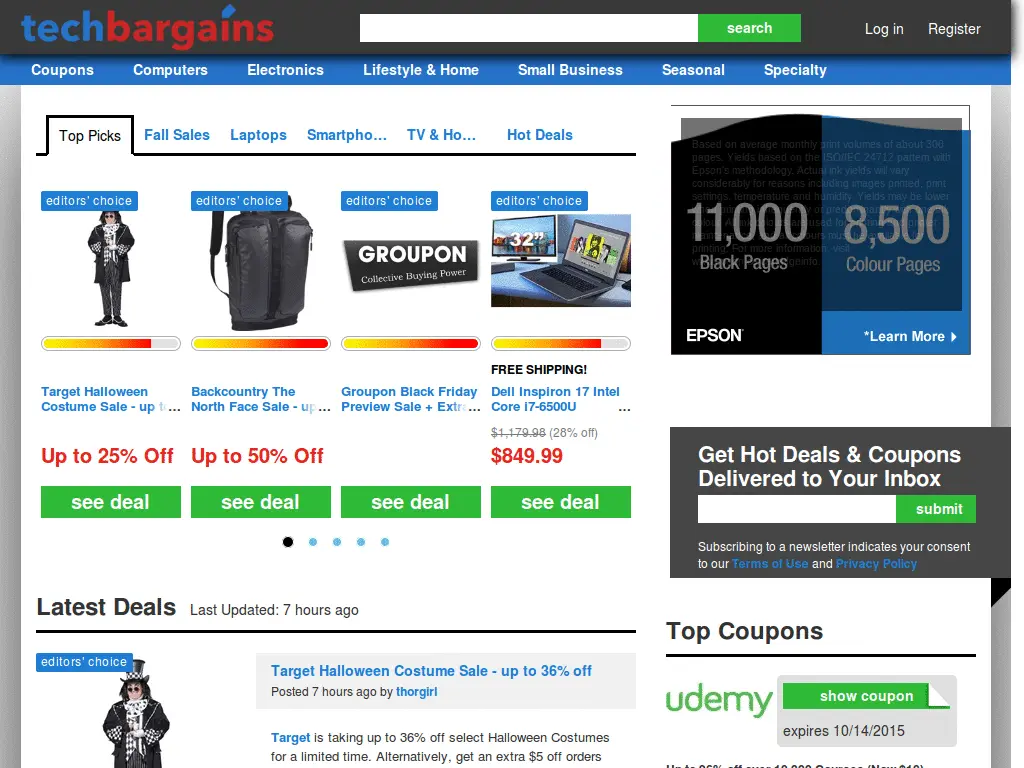 techbargains
search
Log in Register
Coupons Computers Electronics Lifestyle & Home Small Business Seasonal Specialty
Top Picks Fall Sales Laptops Smartpho... TV & Ho... Hot Deals
editors' choice editors' choice editors' choice editors' choice
GROUPON
Collective Buying Power
32"
FREE SHIPPING!
Target Halloween
Costume Sale - up t...
Backcountry The
North Face Sale - up...
Groupon Black Friday
Preview Sale + Extr...
Dell Inspiron 17 Intel
Core i7-6500U ...
$1,179.98 (28% off)
Up to 25% Off Up to 50% Off $849.99
see deal see deal see deal see deal
Based on average monthly print volumes of about 300
pages. Yields based on the ISO/IEC 24712 pattern with
Epson's methodology. Actual ink yields will vary
considerably for reasons including images printed, print
settings, temperature and humidity. Yields may be lower
11,000 8,500
Black Pages Colour Pages
printing. For more information, visit
EPSON *Learn More
Get Hot Deals & Coupons
Delivered to Your Inbox
submit
Subscribing to a newsletter indicates your consent
to our Terms of Use and Privacy Policy
Latest Deals Last Updated: 7 hours ago
editors' choice
Target Halloween Costume Sale - up to 36% off
Posted 7 hours ago by thorgirl
Target is taking up to 36% off select Halloween Costumes
for a limited time. Alternatively, get an extra $5 off orders
Top Coupons
udemy show coupon
expires 10/14/2015